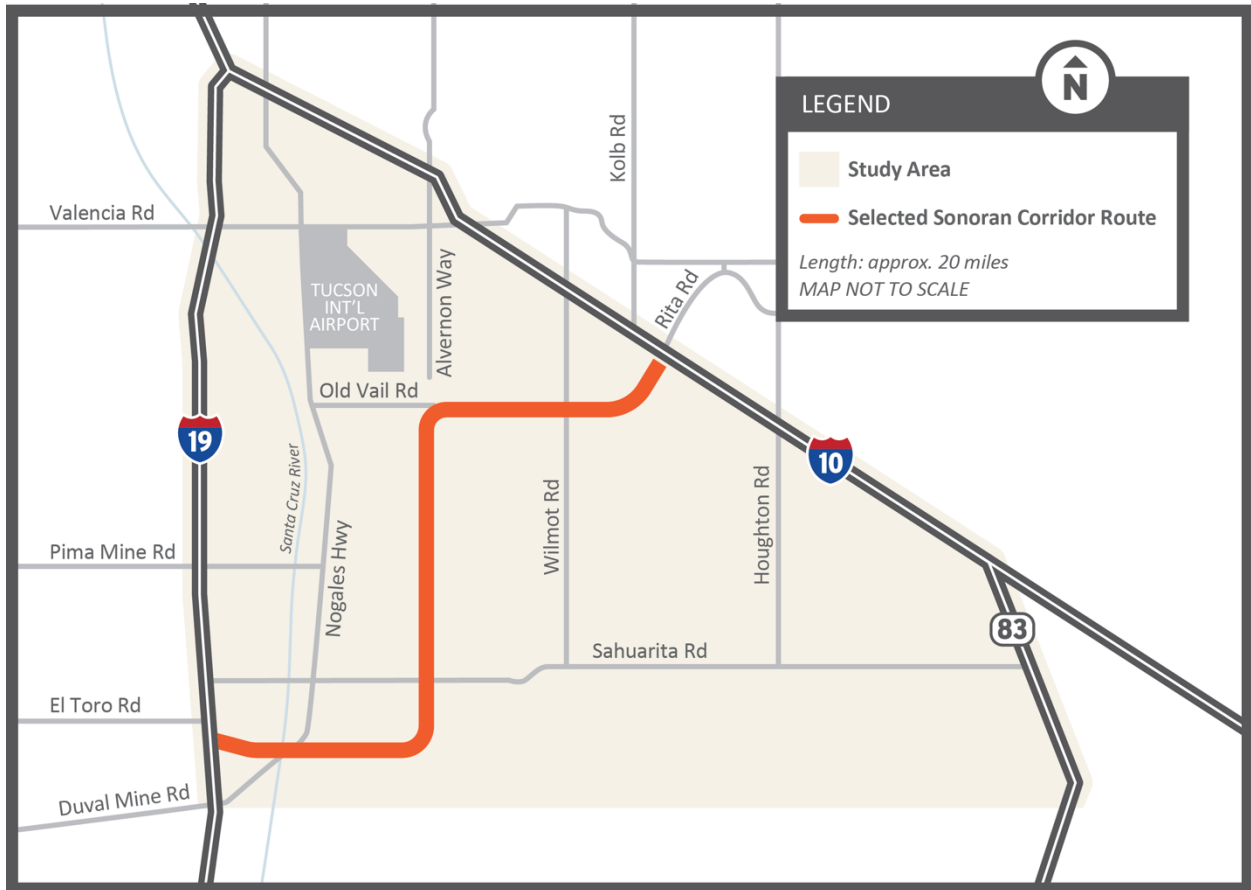 N
LEGEND
Study Area
Selected Sonoran Corridor Route
Length: approx. 20 miles
MAP NOT TO SCALE
Kolb Rd
Valencia Rd
Alvernon Way
TUCSON
INT'L
AIRPORT
Rita Rd
Old Vail Rd
19
10
Santa Cruz River
Wilmot Rd
Houghton Rd
Pima Mine Rd
Nogales Hwy
83
Sahuarita Rd
El Toro Rd
Duval Mine Rd